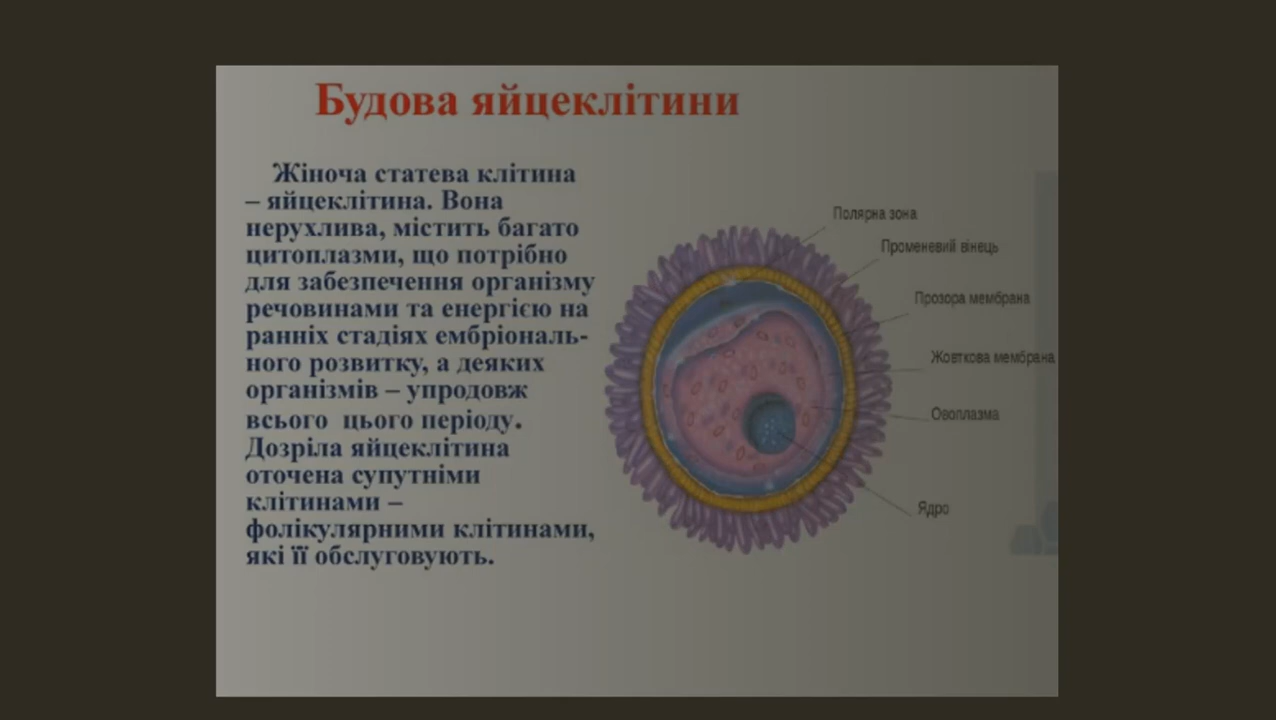 Будова яйцеклітини
Жіноча статева клітина
– яйцеклітина. Вона
нерухлива, містить багато
цитоплазми, що потрібно
для забезпечення організму
речовинами та енергією на
ранніх стадіях ембріональ-
ного розвитку, а деяких
організмів – упродовж
всього цього періоду.
Дозріла яйцеклітина
оточена супутніми
клітинами –
фолікулярними клітинами,
які її обслуговують.
Полярна зона
Променевий вінець
Прозора мембрана
Жовткова мембрана
Овоплазма
Ядро